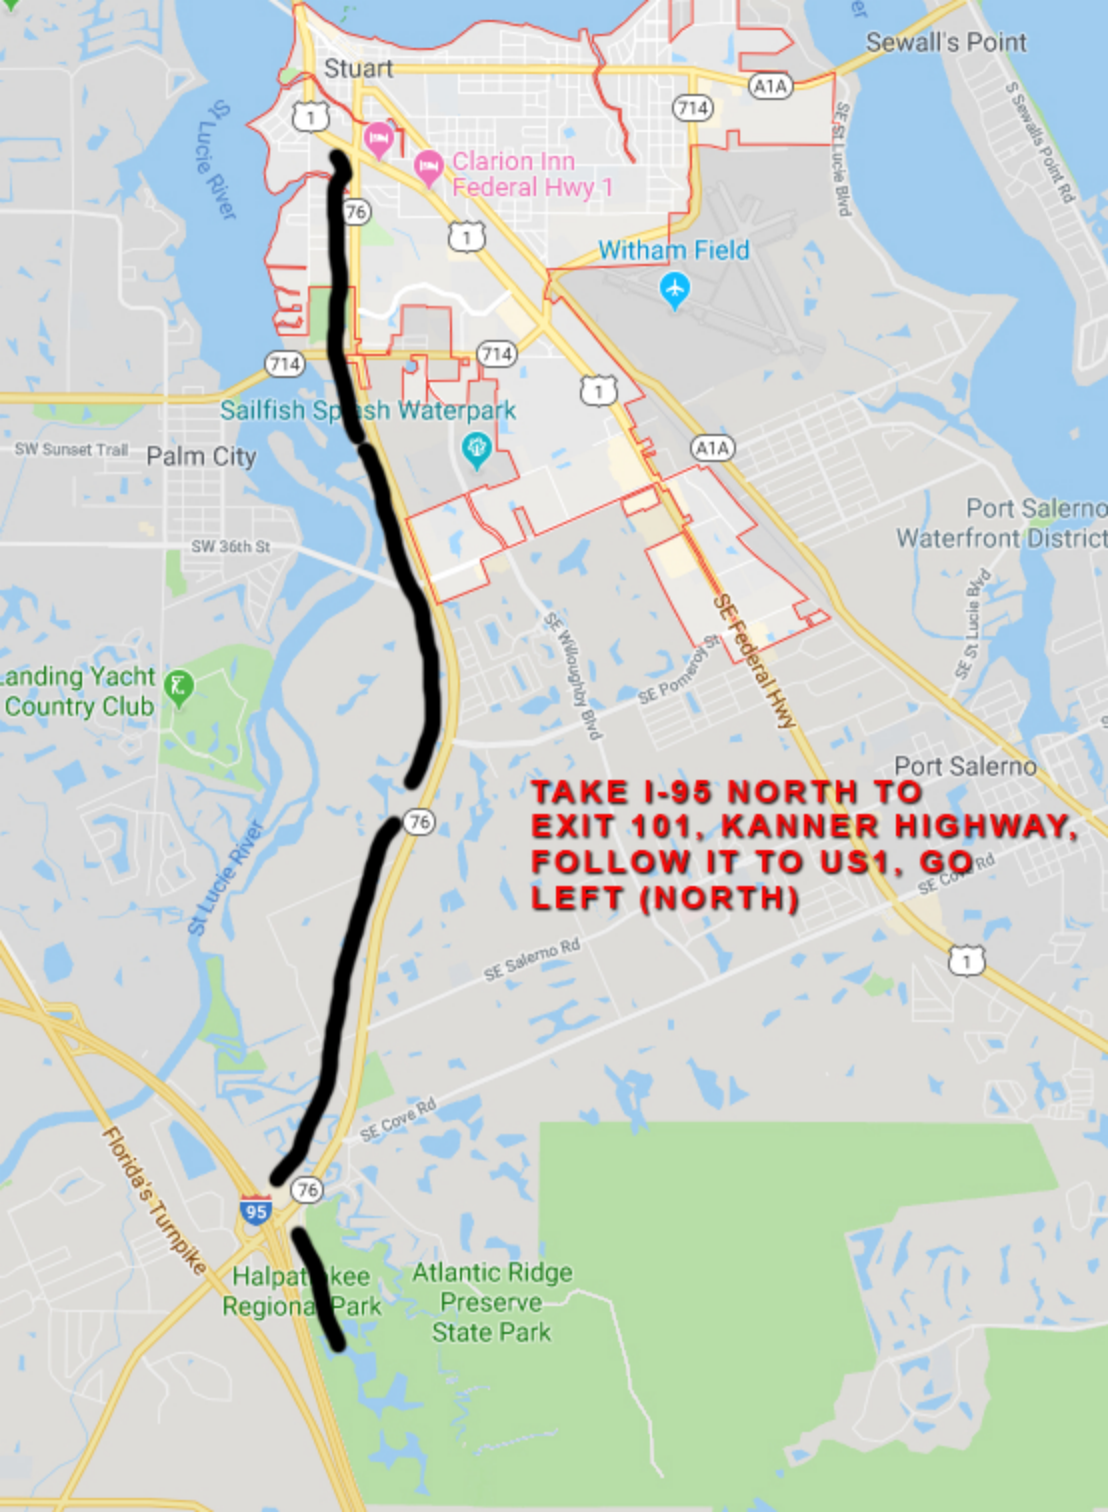 Sewall's Point
Stuart
A1A
714
S Sewalls Point Rd
1
St Lucie River
SE St Lucie Blvd
Clarion Inn
Federal Hwy 1
76
1
Witham Field
714
714
1
Sailfish Splash Waterpark
A1A
SW Sunset Trail
Palm City
Port Salerno
Waterfront District
SW 36th St
SE Willoughby Blvd
SE Federal Hwy
SE St Lucie Blvd
SE Pomeroy St
Landing Yacht
Country Club
Port Salerno
TAKE I-95 NORTH TO
EXIT 101, KANNER HIGHWAY,
FOLLOW IT TO US1, GO
LEFT (NORTH)
76
SE Cove Rd
St Lucie River
SE Salerno Rd
1
SE Cove Rd
Florida's Turnpike
76
95
Regional Park
Atlantic Ridge
Preserve
State Park